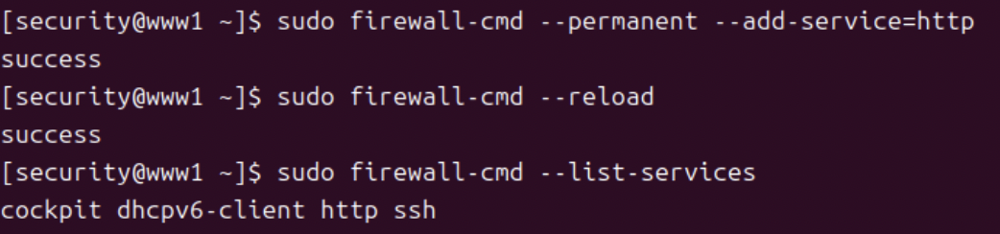 [security@www1 ~]$ sudo firewall-cmd --permanent --add-service=http
success
[security@www1 ~]$ sudo firewall-cmd --reload
success
[security@www1 ~]$ sudo firewall-cmd --list-services
cockpit dhcpv6-client http ssh